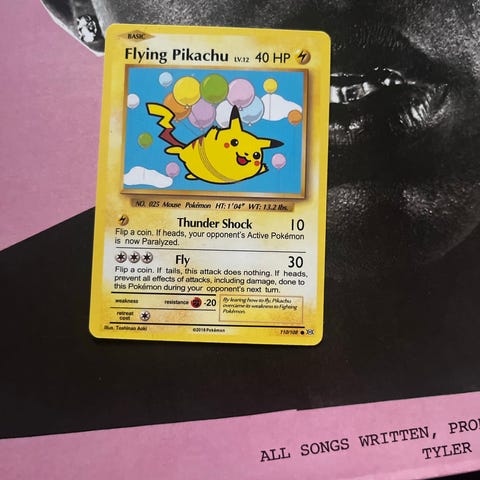 BASIC
Flying Pikachu LV.12 40 HP
NO. 025 Mouse Pokémon HT: 1'04" WT: 13.2 lbs.
Thunder Shock 10
Flip a coin. If heads, your opponent's Active Pokémon
is now Paralyzed.
Fly 30
Flip a coin. If tails, this attack does nothing. If heads,
prevent all effects of attacks, including damage, done to
this Pokémon during your opponent's next turn.
weakness
resistance -20
retreat
cost
By learning how to fly, Pikachu
overcame its weakness to Fighting
Pokémon.
Illus. Toshinao Aoki
©2016 Pokémon
110/108
ALL SONGS WRITTEN,
TYLER